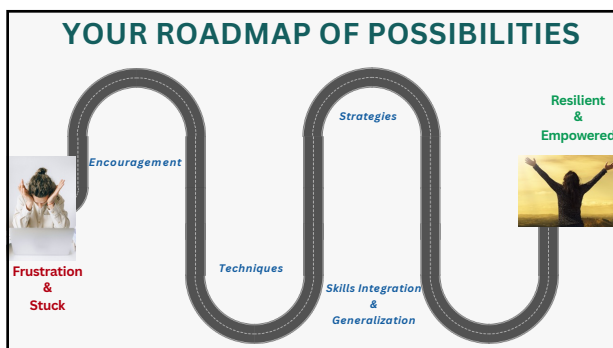 YOUR ROADMAP OF POSSIBILITIES
Frustration
&
Stuck
Encouragement
Techniques
Strategies
Skills Integration
&
Generalization
Resilient
&
Empowered